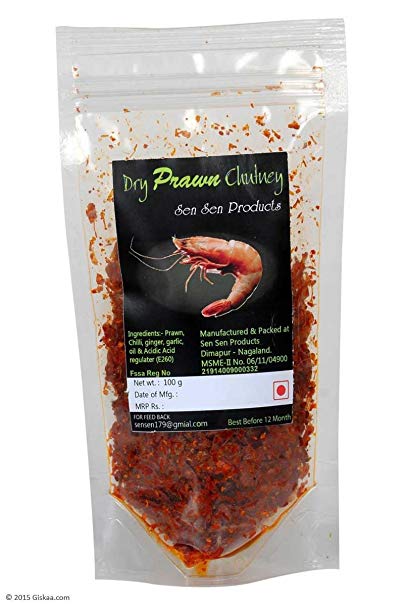 Dry Prawn Chutney
Sen Sen Products
Ingredients:- Prawn,
Chilli, ginger, garlic,
oil & Acidic Acid
regulater (E260)
Fssa Reg No
Manufactured & Packed at
Sen Sen Products
Dimapur - Nagaland.
MSME-II No. 06/11/04900
21914009000332
Net wt. : 100 g
Date of Mfg. :
MRP Rs. :
FOR FEED BACK
sensen179@gmial.com
Best Before 12 Month
© 2015 Giskaa.com